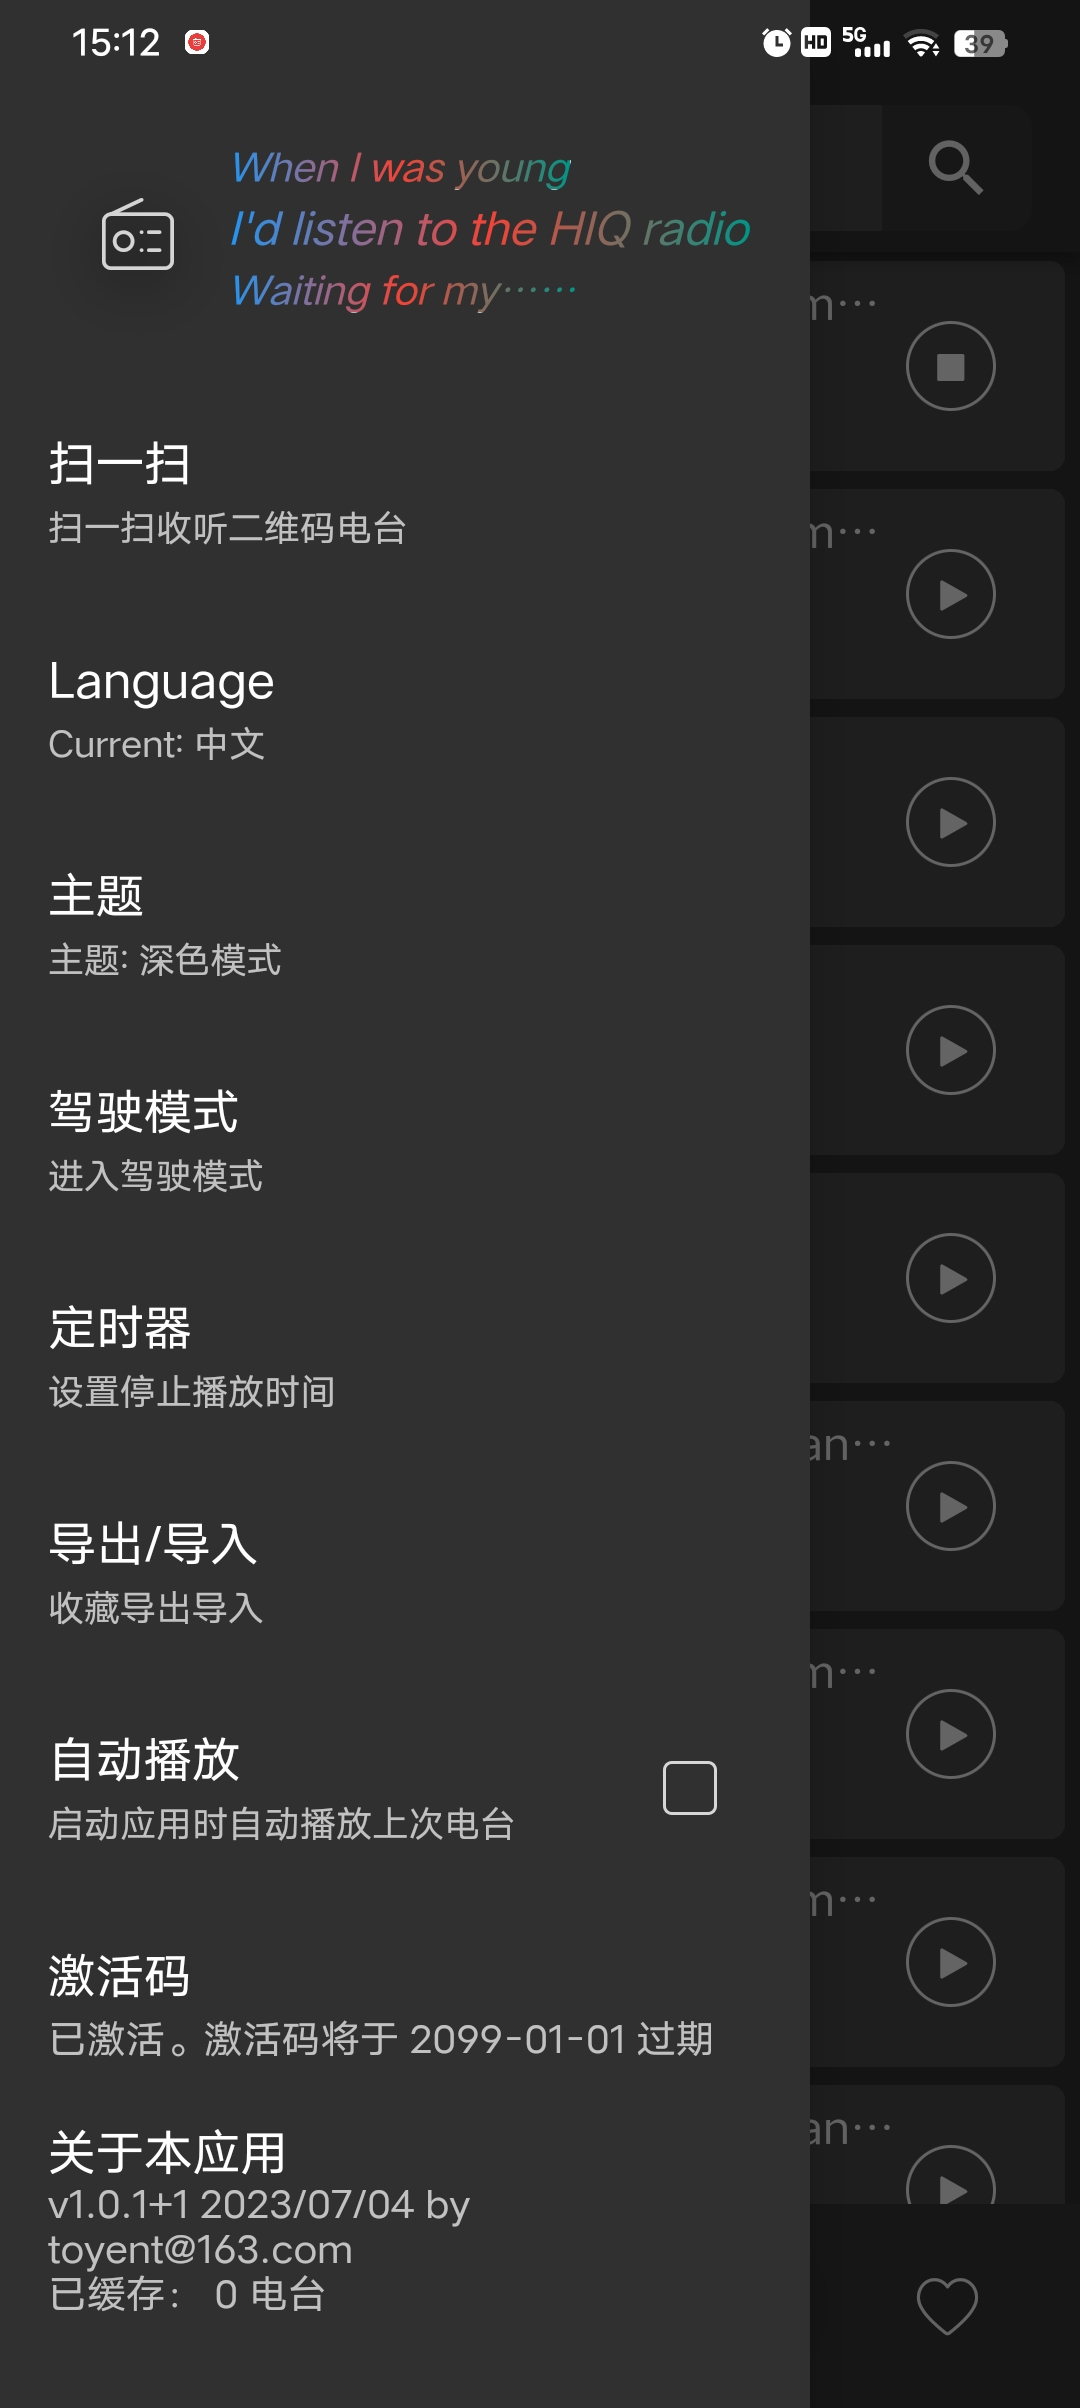 15:12
HD
5G
39
When I was young
I'd listen to the HIQ radio
Waiting for my······
扫一扫
扫一扫收听二维码电台
Language
Current: 中文
主题
主题: 深色模式
驾驶模式
进入驾驶模式
定时器
设置停止播放时间
导出/导入
收藏导出导入
自动播放
启动应用时自动播放上次电台
激活码
已激活。激活码将于 2099-01-01 过期
关于本应用
v1.0.1+1 2023/07/04 by
toyent@163.com
已缓存： 0 电台
m···
m···
an···
m···
m···
an···